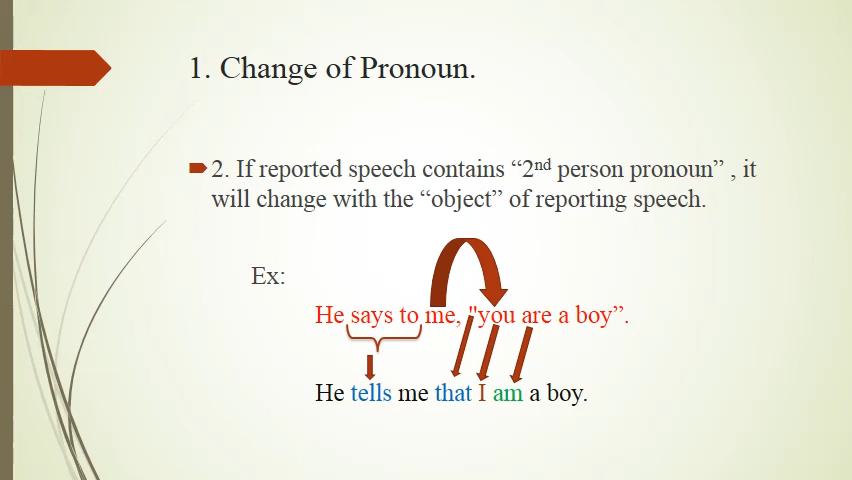 1. Change of Pronoun.
2. If reported speech contains “2nd person pronoun” , it
will change with the “object” of reporting speech.
Ex:
He says to me, "you are a boy”.
He tells me that I am a boy.